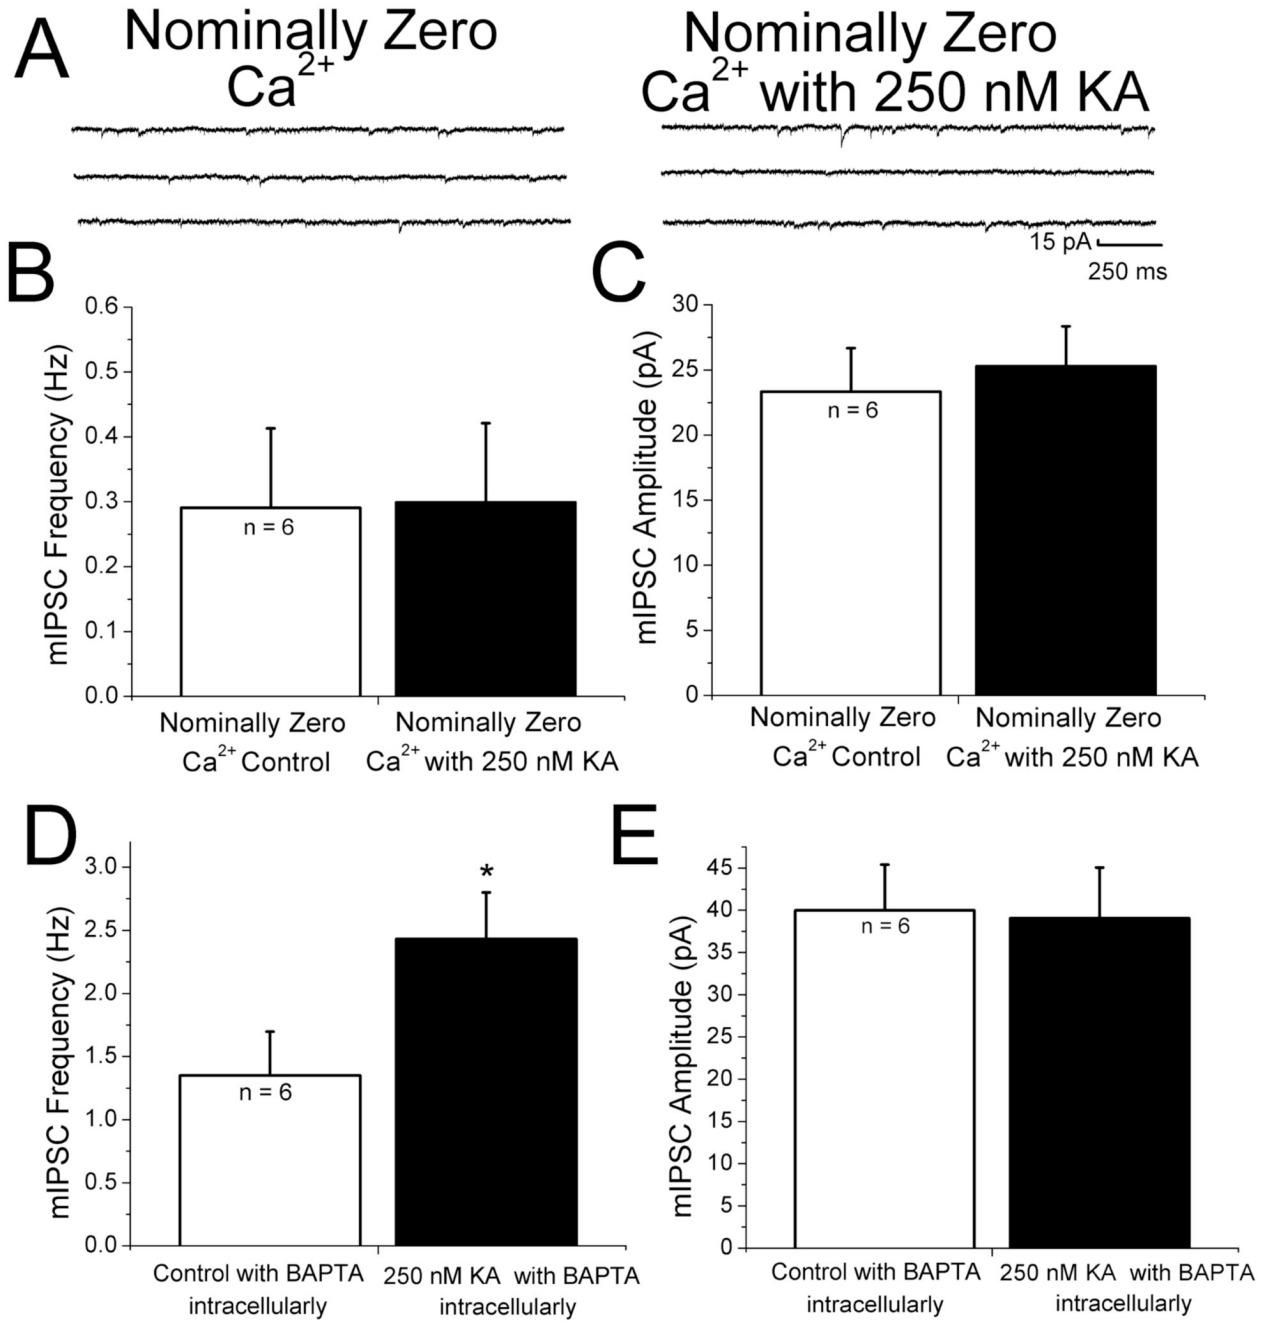 A
Nominally Zero
Ca²⁺
Nominally Zero
Ca²⁺ with 250 nM KA
15 pA
250 ms
B
mIPSC Frequency (Hz)
0.6
0.5
0.4
0.3
0.2
0.1
0.0
n = 6
Nominally Zero
Ca²⁺ Control
Nominally Zero
Ca²⁺ with 250 nM KA
C
mIPSC Amplitude (pA)
30
25
20
15
10
5
0
n = 6
Nominally Zero
Ca²⁺ Control
Nominally Zero
Ca²⁺ with 250 nM KA
D
mIPSC Frequency (Hz)
3.0
2.5
2.0
1.5
1.0
0.5
0.0
*
n = 6
Control with BAPTA
intracellularly
250 nM KA with BAPTA
intracellularly
E
mIPSC Amplitude (pA)
45
40
35
30
25
20
15
10
5
0
n = 6
Control with BAPTA
intracellularly
250 nM KA with BAPTA
intracellularly